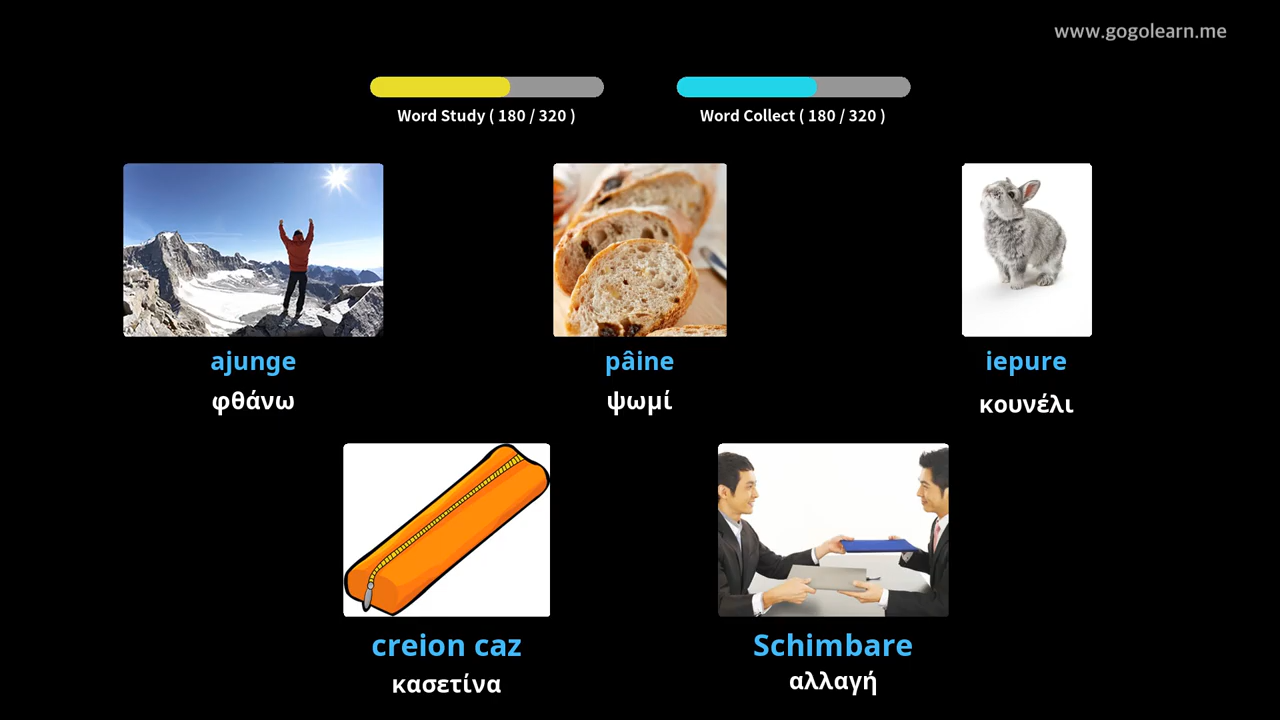 www.gogolearn.me
Word Study ( 180 / 320 )
Word Collect ( 180 / 320 )
ajunge
φθάνω
pâine
ψωμί
iepure
κουνέλι
creion caz
κασετίνα
Schimbare
αλλαγή